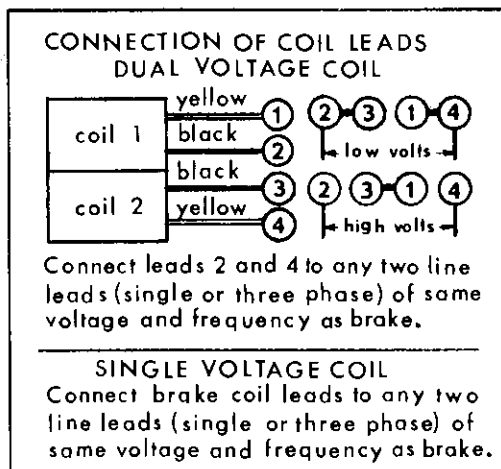 CONNECTION OF COIL LEADS
DUAL VOLTAGE COIL
coil 1
yellow 1
black 2
2 3 1 4
low volts
coil 2
black 3
yellow 4
2 3 1 4
high volts
Connect leads 2 and 4 to any two line
leads (single or three phase) of same
voltage and frequency as brake.
SINGLE VOLTAGE COIL
Connect brake coil leads to any two
line leads (single or three phase) of
same voltage and frequency as brake.